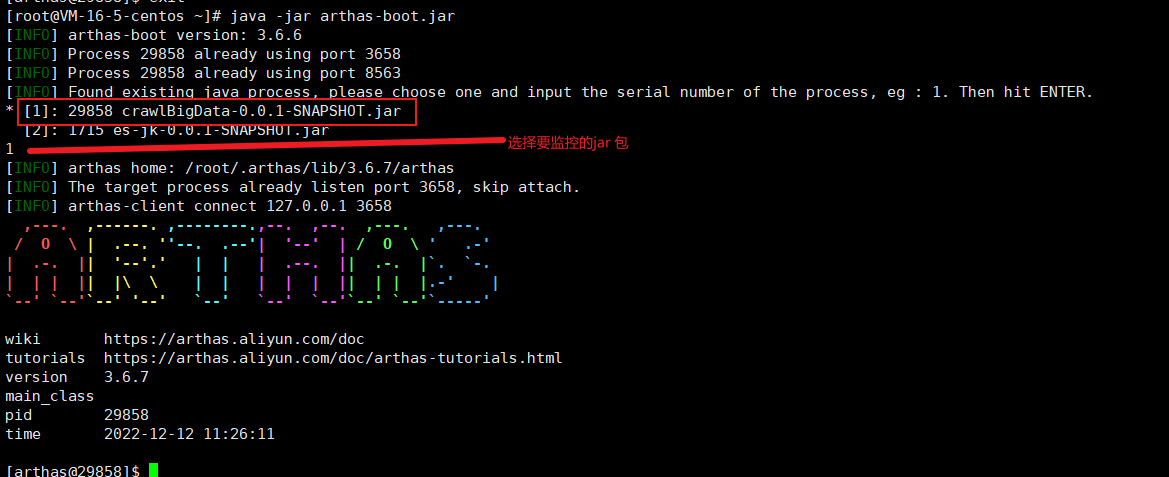 [arthas@29858]$ exit
[root@VM-16-5-centos ~]# java -jar arthas-boot.jar
[INFO] arthas-boot version: 3.6.6
[INFO] Process 29858 already using port 3658
[INFO] Process 29858 already using port 8563
[INFO] Found existing java process, please choose one and input the serial number of the process, eg : 1. Then hit ENTER.
* [1]: 29858 crawlBigData-0.0.1-SNAPSHOT.jar
[2]: 1715 es-jk-0.0.1-SNAPSHOT.jar
选择要监控的jar 包
1
[INFO] arthas home: /root/.arthas/lib/3.6.7/arthas
[INFO] The target process already listen port 3658, skip attach.
[INFO] arthas-client connect 127.0.0.1 3658
ARTHAS
wiki https://arthas.aliyun.com/doc
tutorials https://arthas.aliyun.com/doc/arthas-tutorials.html
version 3.6.7
main_class
pid 29858
time 2022-12-12 11:26:11
[arthas@29858]$